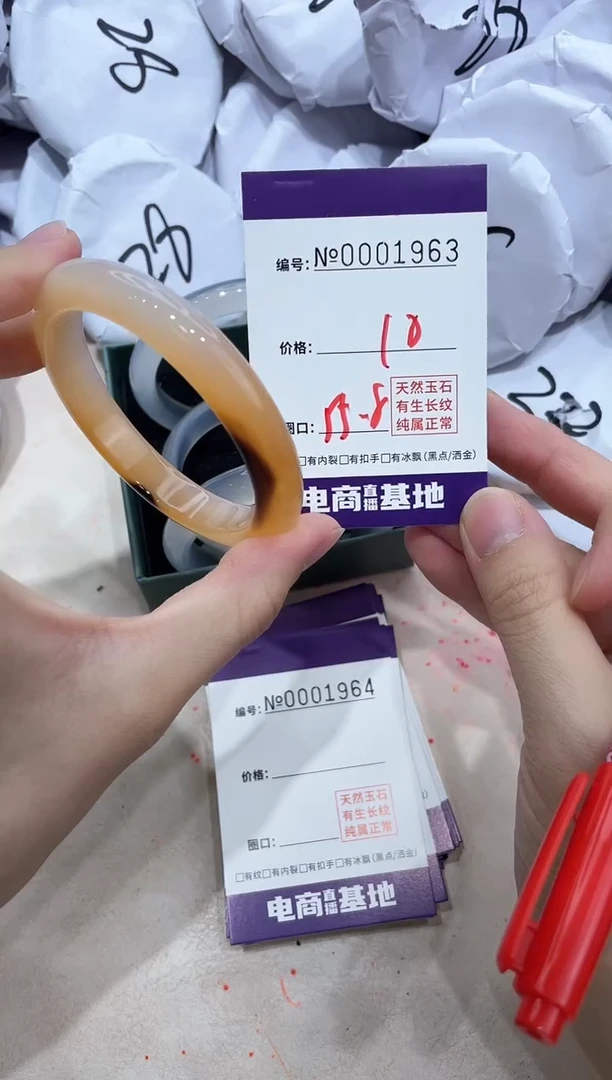 28
编号: №0001963
价格: 10
天然玉石
有生长纹
纯属正常
圈口:
□有内裂□有扣手□有冰飘(黑点/洒金)
电商直播基地
编号: №0001964
价格:
天然玉石
有生长纹
纯属正常
圈口:
□有纹□有内裂□有扣手□有冰飘(黑点/洒金)
电商直播基地